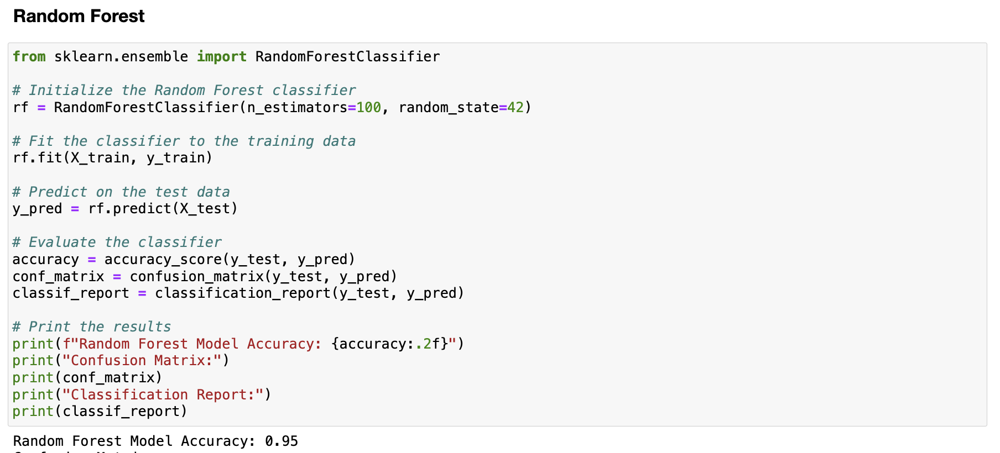 Random Forest
from sklearn.ensemble import RandomForestClassifier
# Initialize the Random Forest classifier
rf = RandomForestClassifier(n_estimators=100, random_state=42)
# Fit the classifier to the training data
rf.fit(X_train, y_train)
# Predict on the test data
y_pred = rf.predict(X_test)
# Evaluate the classifier
accuracy = accuracy_score(y_test, y_pred)
conf_matrix = confusion_matrix(y_test, y_pred)
classif_report = classification_report(y_test, y_pred)
# Print the results
print(f"Random Forest Model Accuracy: {accuracy:.2f}")
print("Confusion Matrix:")
print(conf_matrix)
print("Classification Report:")
print(classif_report)
Random Forest Model Accuracy: 0.95